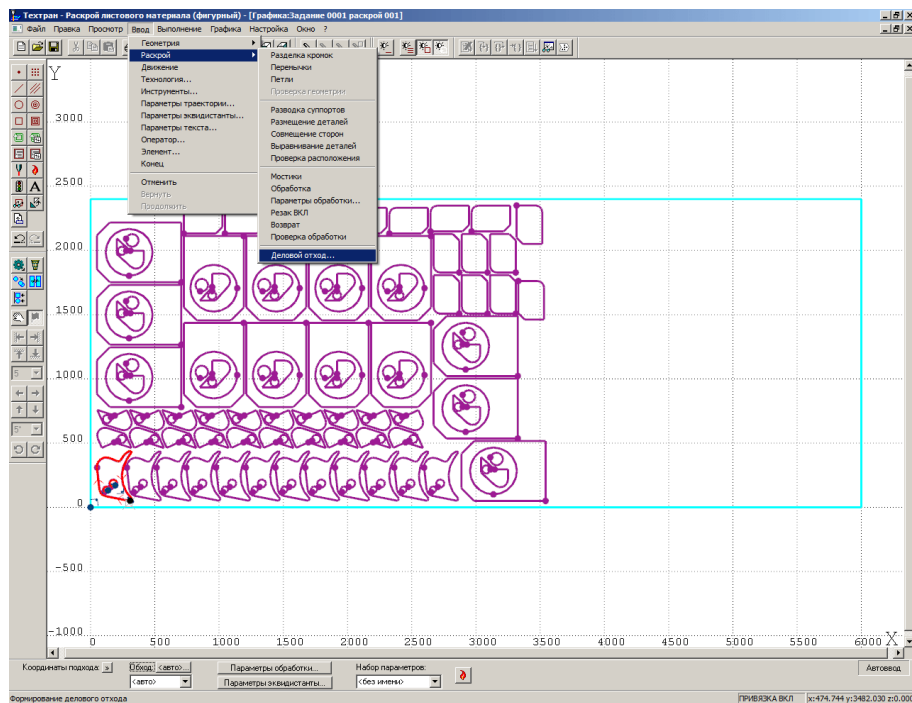 Техтран - Раскрой листового материала (фигурный) - [Графика:Задание 0001 раскрой 001]
Файл Правка Просмотр Ввод Выполнение Графика Настройка Окно ?
Геометрия
Раскрой
Движение
Технология...
Инструменты...
Параметры траектории...
Параметры эквидистанты...
Параметры текста...
Оператор...
Элемент...
Конец
Отменить
Вернуть
Продолжить
Разделка кромок
Перемычки
Петли
Проверка геометрии
Разводка суппортов
Размещение деталей
Совмещение сторон
Выравнивание деталей
Проверка расположения
Мостики
Обработка
Параметры обработки...
Резак ВКЛ
Возврат
Проверка обработки
Деловой отход...
Y
3000
2500
2000
1500
1000
500
0
-500
-1000
0 500 1000 1500 2000 2500 3000 3500 4000 4500 5000 5500 6000 X
A
5
5°
Координаты подхода: >
Обход: <авто>...
<авто>
Параметры обработки...
Параметры эквидистанты...
Набор параметров:
<без имени>
Автоввод
Формирование делового отхода
ПРИВЯЗКА ВКЛ
x:474.744 y:3482.030 z:0.000